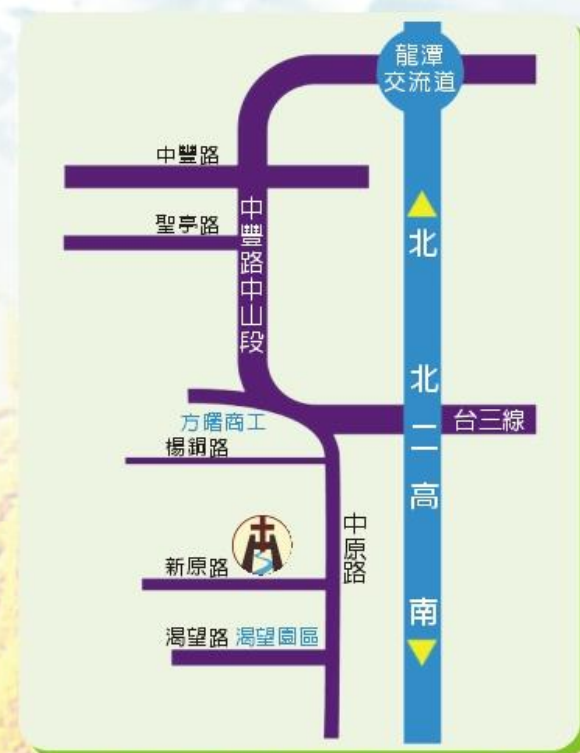 龍潭
交流道
中豐路
聖亭路
中豐路中山段
北
北二高
南
台三線
方曙商工
楊銅路
中原路
新原路
渴望路 渴望園區